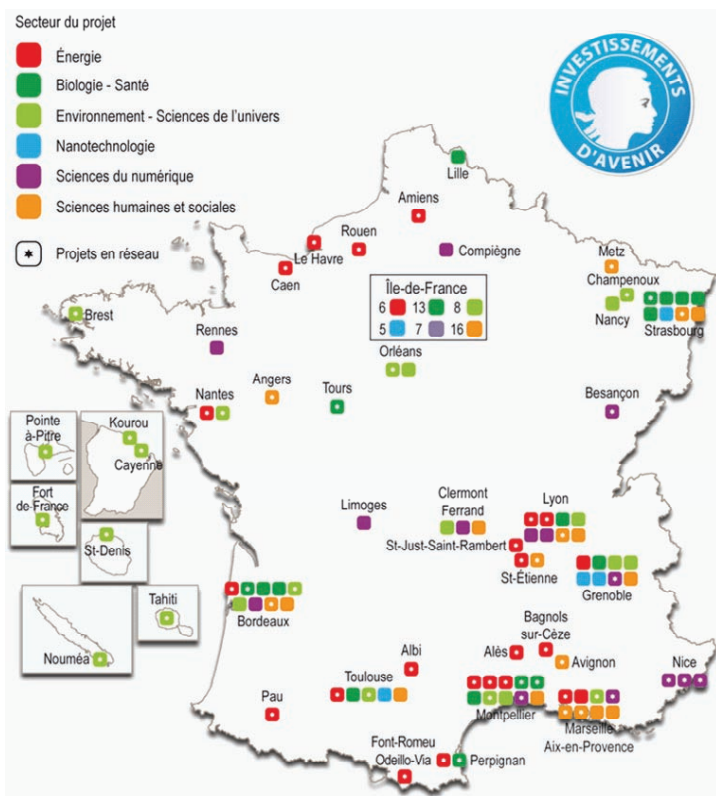 Secteur du projet
Énergie
Biologie - Santé
Environnement - Sciences de l'univers
Nanotechnologie
Sciences du numérique
Sciences humaines et sociales
Projets en réseau
INVESTISSEMENTS
D'AVENIR
Lille
Amiens
Rouen
Le Havre
Caen
Compiègne
Metz
Champenoux
Nancy
Strasbourg
Île-de-France
6 13 8
5 7 16
Brest
Rennes
Orléans
Nantes
Angers
Tours
Besançon
Pointe
à-Pitre
Kourou
Cayenne
Fort
de-France
St-Denis
Nouméa
Tahiti
Limoges
Clermont
Ferrand
Lyon
St-Just-Saint-Rambert
St-Étienne
Grenoble
Bordeaux
Bagnols
sur-Cèze
Albi
Alès
Avignon
Nice
Toulouse
Pau
Montpellier
Marseille
Aix-en-Provence
Font-Romeu
Odeillo-Via
Perpignan